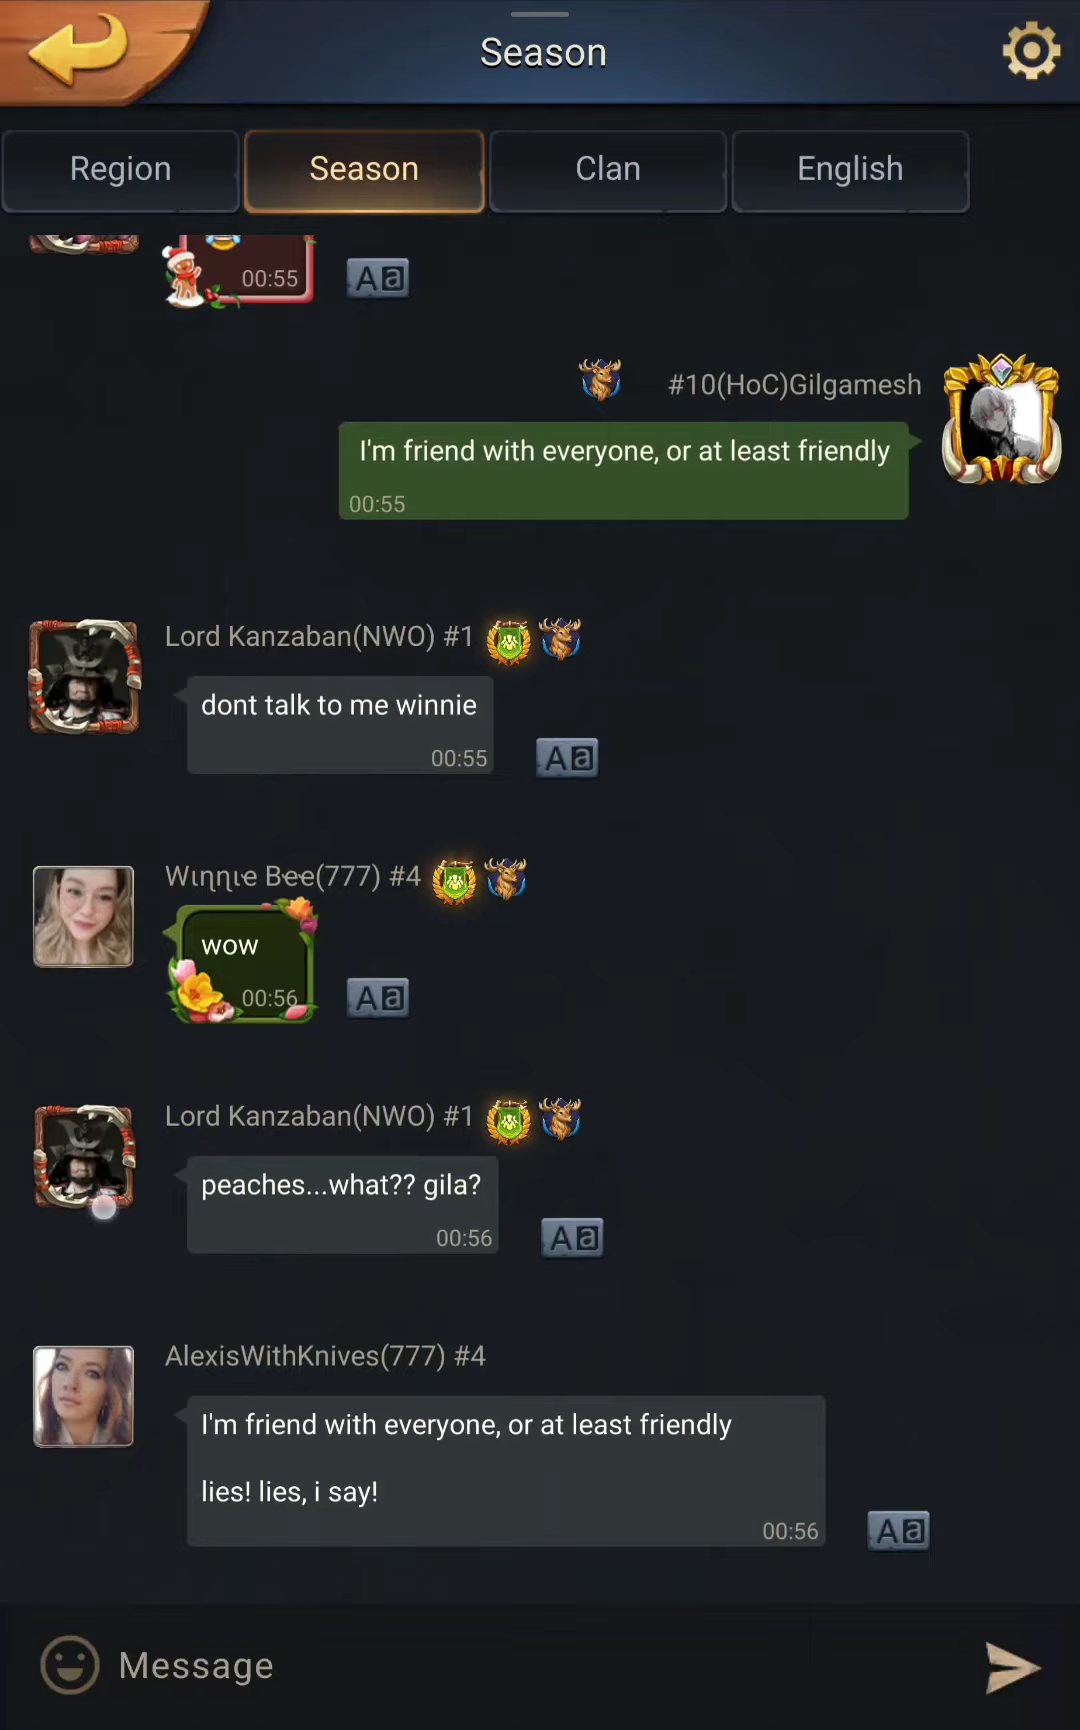 Season
Region
Season
Clan
English
00:55
Aa
#10(HoC)Gilgamesh
I'm friend with everyone, or at least friendly
00:55
Lord Kanzaban(NWO) #1
dont talk to me winnie
00:55
Aa
Wιηηιe Bee(777) #4
wow
00:56
Aa
Lord Kanzaban(NWO) #1
peaches...what?? gila?
00:56
Aa
AlexisWithKnives(777) #4
I'm friend with everyone, or at least friendly
lies! lies, i say!
00:56
Aa
Message